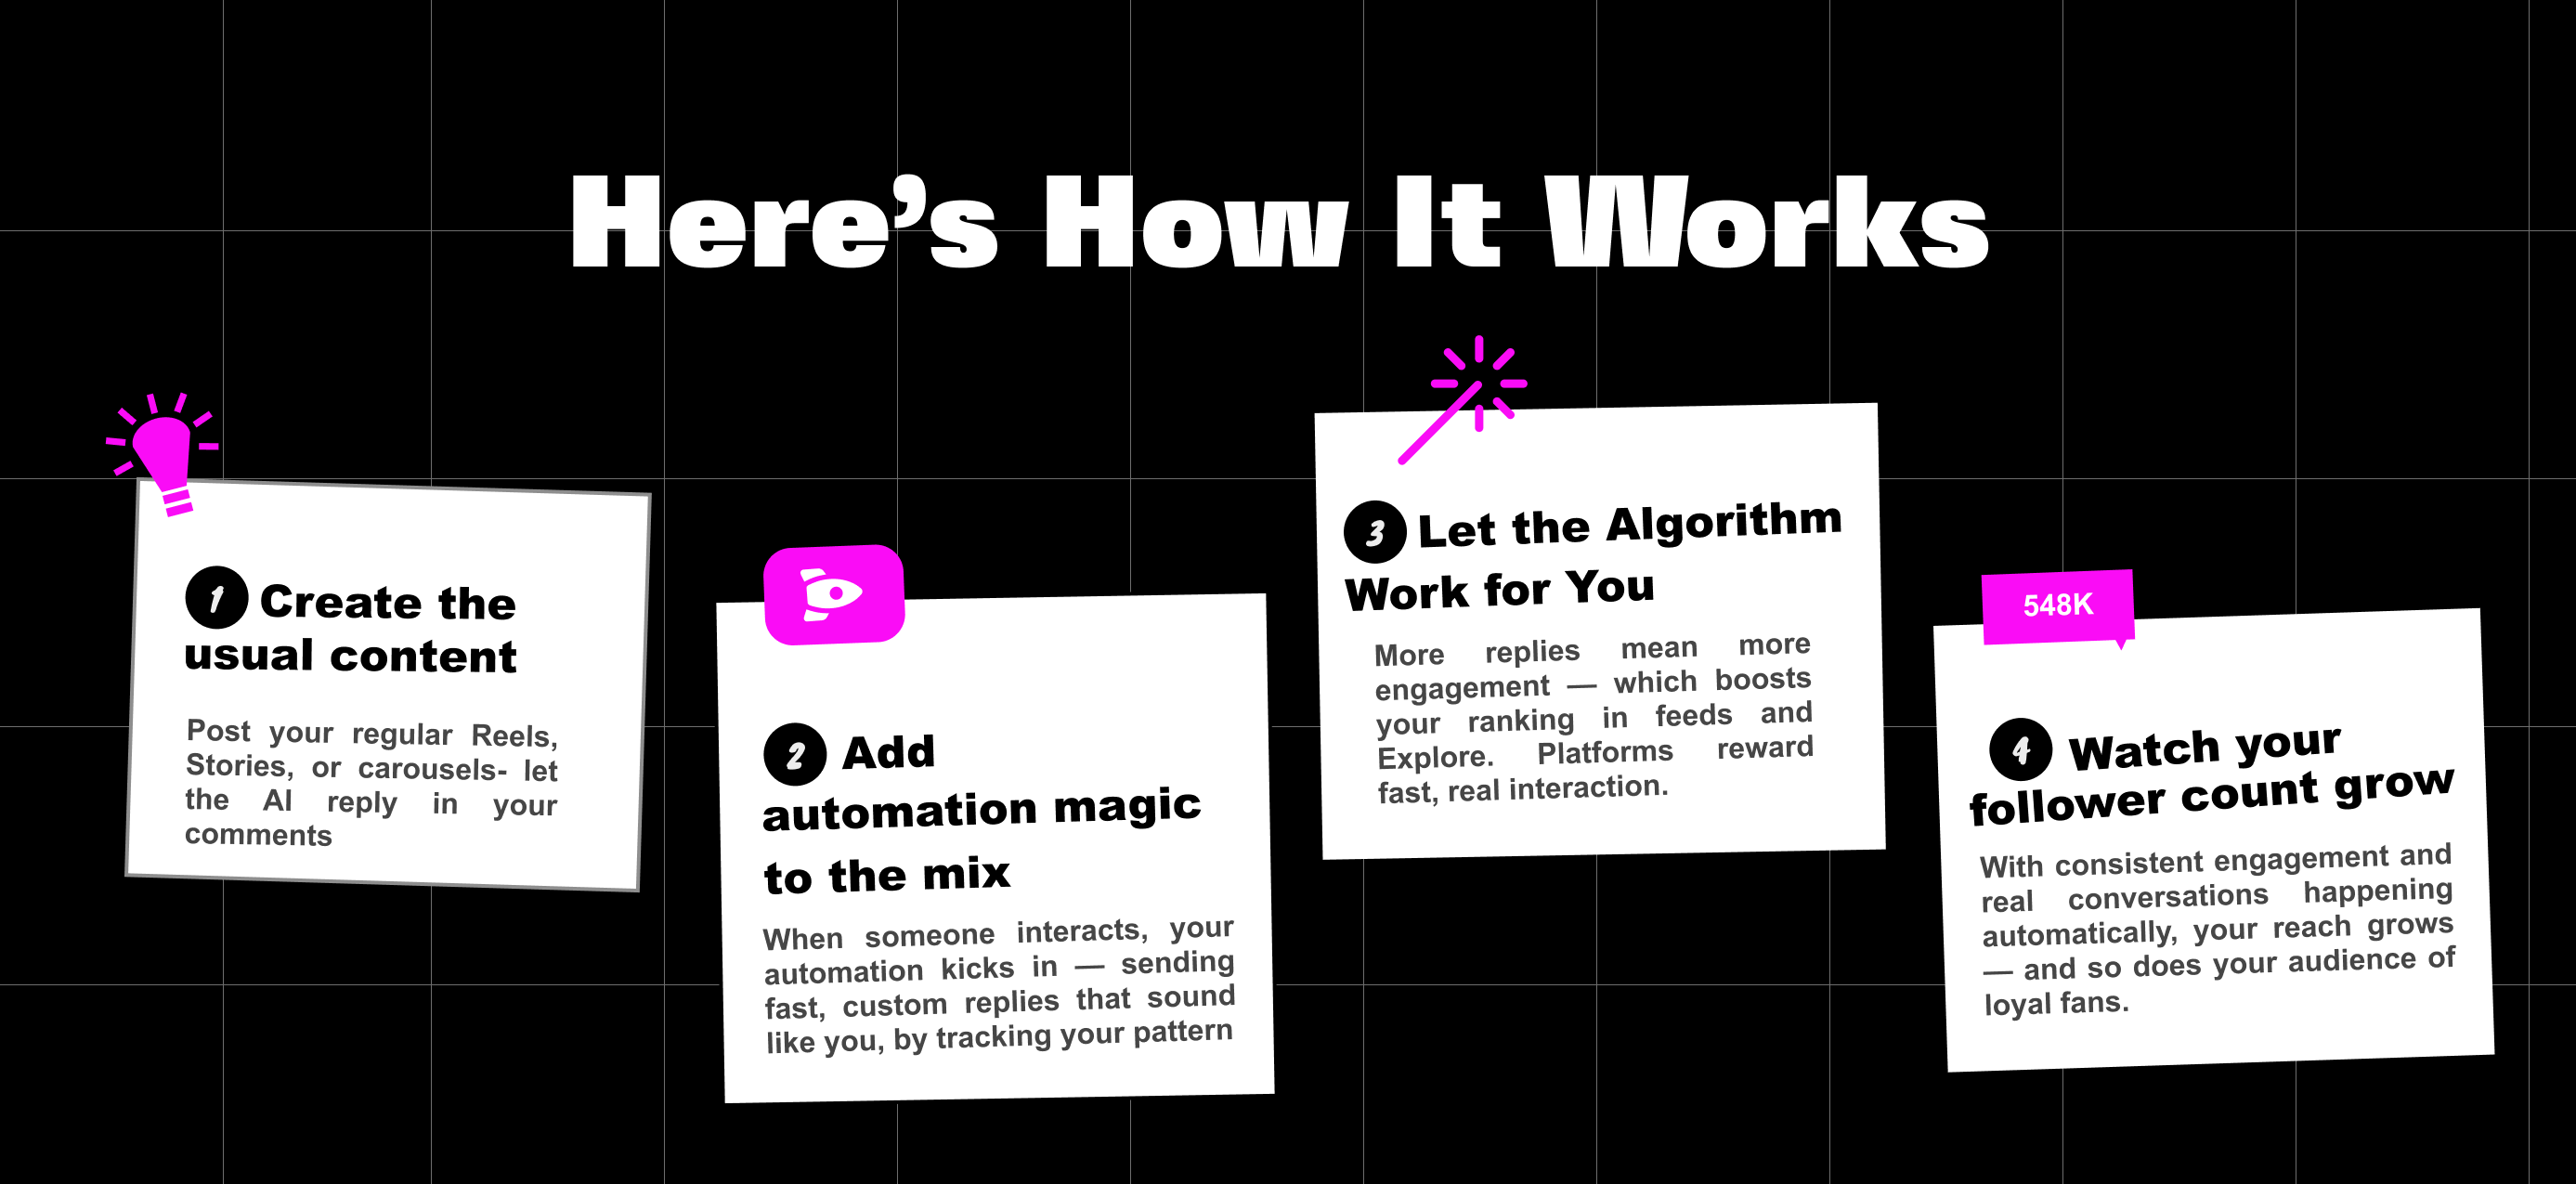 Here’s How It Works
1 Create the
usual content
Post your regular Reels,
Stories, or carousels- let
the AI reply in your
comments
2 Add
automation magic
to the mix
When someone interacts, your
automation kicks in — sending
fast, custom replies that sound
like you, by tracking your pattern
3 Let the Algorithm
Work for You
More replies mean more
engagement — which boosts
your ranking in feeds and
Explore. Platforms reward
fast, real interaction.
548K
4 Watch your
follower count grow
With consistent engagement and
real conversations happening
automatically, your reach grows
— and so does your audience of
loyal fans.